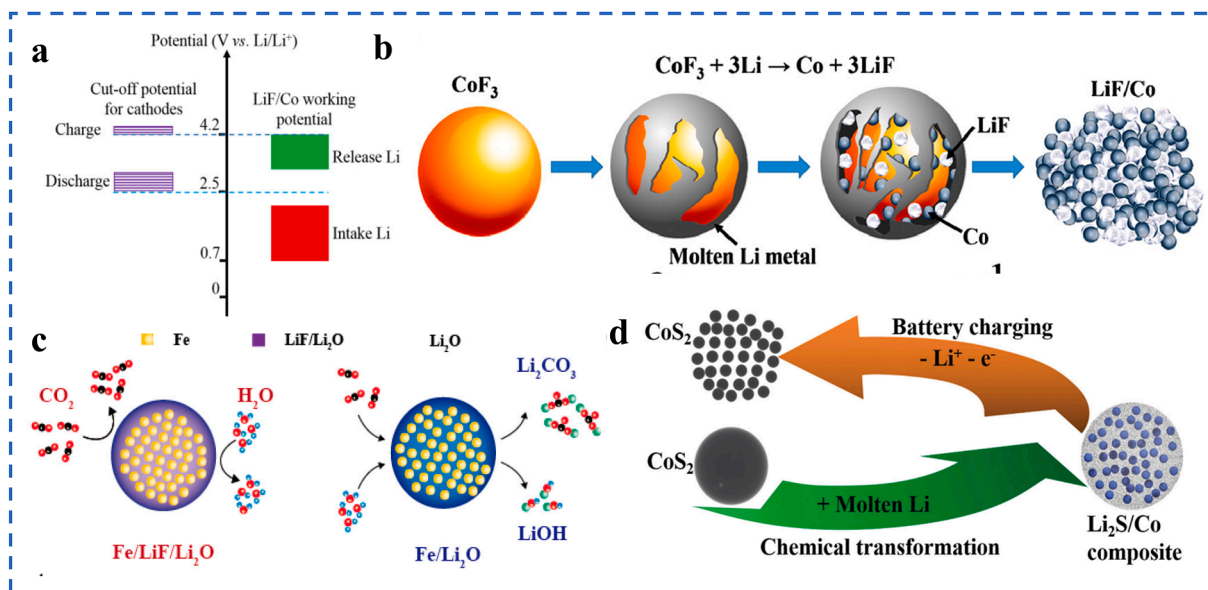 a
Potential (V vs. Li/Li⁺)
Cut-off potential
for cathodes
LiF/Co working
potential
Charge
4.2
Release Li
Discharge
2.5
Intake Li
0.7
0
b
CoF₃ + 3Li → Co + 3LiF
CoF₃
LiF/Co
LiF
Co
Molten Li metal
c
Fe
LiF/Li₂O
Li₂O
CO₂
H₂O
Li₂CO₃
LiOH
Fe/LiF/Li₂O
Fe/Li₂O
d
CoS₂
Battery charging
- Li⁺ - e⁻
CoS₂
+ Molten Li
Chemical transformation
Li₂S/Co
composite